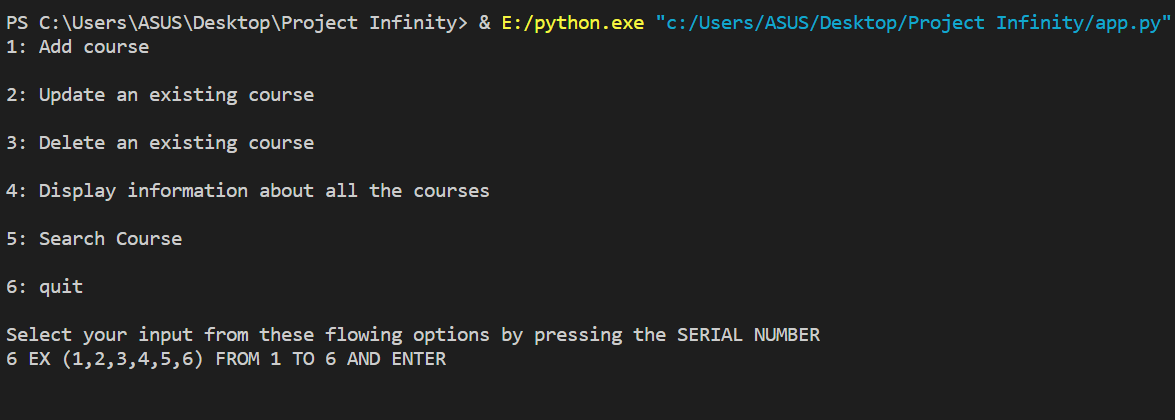 PS C:\Users\ASUS\Desktop\Project Infinity> & E:/python.exe "c:/Users/ASUS/Desktop/Project Infinity/app.py"
1: Add course
2: Update an existing course
3: Delete an existing course
4: Display information about all the courses
5: Search Course
6: quit
Select your input from these flowing options by pressing the SERIAL NUMBER
6 EX (1,2,3,4,5,6) FROM 1 TO 6 AND ENTER